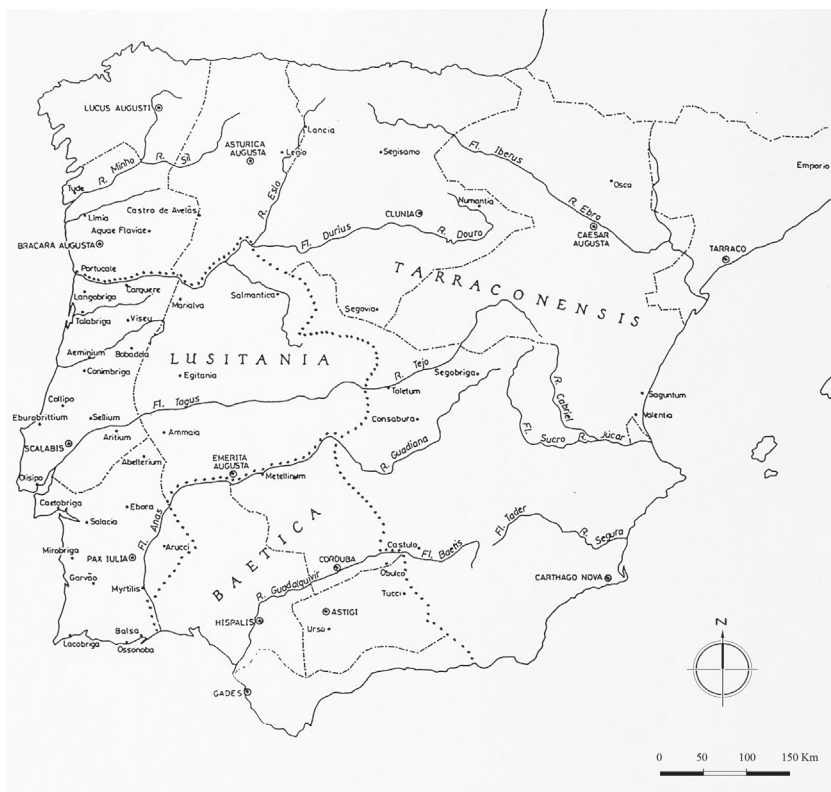 LUCUS AUGUSTI
Lancia
ASTURICA
AUGUSTA
Legio
Segisamo
Fl. Iberus
R. Minho
R. Sil
R. Esla
Tyde
Osca
Emporio
Limia
Castro de Avelãs
Aquae Flaviae
CLUNIA
Numantia
R. Ebro
BRACARA AUGUSTA
Fl. Durius
R. Douro
CAESAR
AUGUSTA
TARRACO
Portucale
Langobriga
Carquere
Marialva
Salmantica
TARRACONENSIS
Talabriga
Viseu
Segovia
Aeminium
Bobadela
LUSITANIA
Conimbriga
Egitania
R. Tejo
Segobriga
R. Cabriel
Toletum
Saguntum
Valentia
Collipo
Fl. Tagus
Eburobrittium
Sellium
Consabura
Aritium
Ammaia
SCALABIS
Fl. Sucro
R. Júcar
Abelterium
EMERITA
AUGUSTA
R. Guadiana
Metellinum
Olisipo
Caetobriga
Ebora
Salacia
Fl. Anas
BAETICA
Fl. Tader
R. Segura
Mirobriga
PAX IULIA
Arucci
Castulo
Fl. Baetis
CORDUBA
Obulco
Garvão
Myrtilis
R. Guadalquivir
Tucci
CARTHAGO NOVA
HISPALIS
ASTIGI
Urso
Balsa
Lacobriga
Ossonoba
GADES
N
0 50 100 150 Km